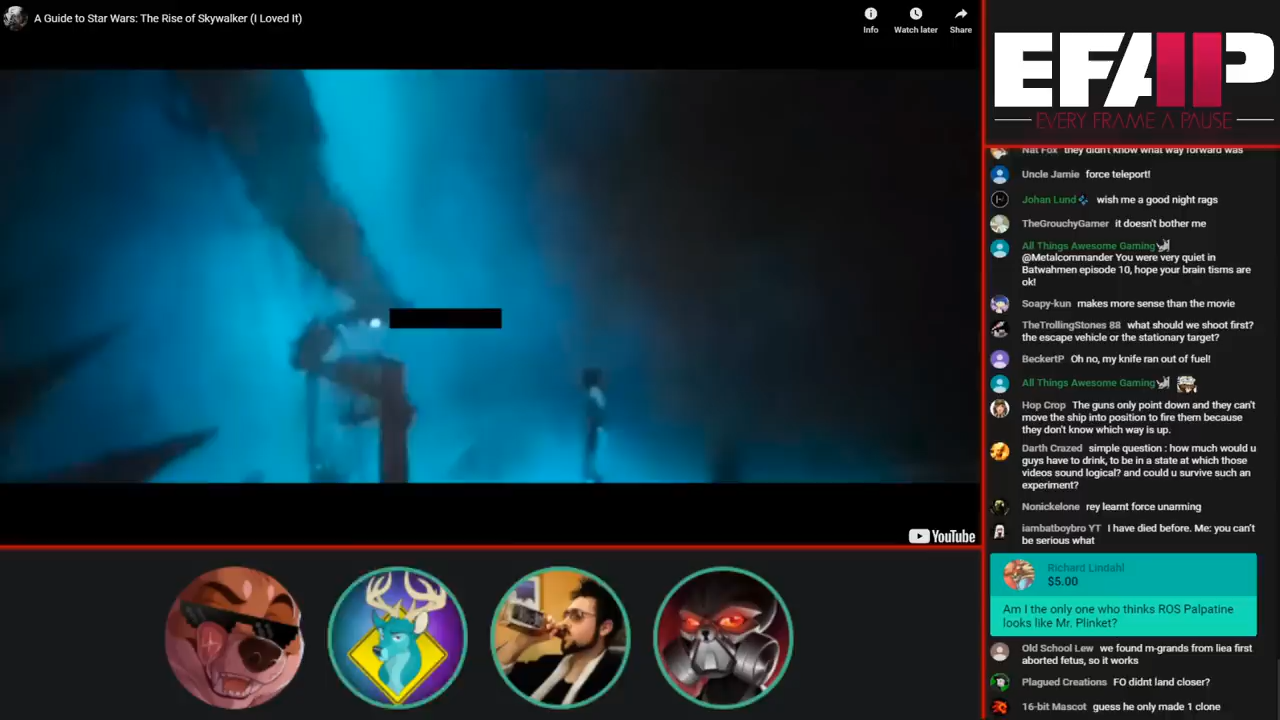 A Guide to Star Wars: The Rise of Skywalker (I Loved It)
Info
Watch later
Share
YouTube
EFAP
EVERY FRAME A PAUSE
Nat Fox they didn't know what way forward was
Uncle Jamie force teleport!
Johan Lund wish me a good night rags
TheGrouchyGamer it doesn't bother me
All Things Awesome Gaming
@Metalcommander You were very quiet in
Batwahmen episode 10, hope your brain tisms are
ok!
Soapy-kun makes more sense than the movie
TheTrollingStones 88 what should we shoot first?
the escape vehicle or the stationary target?
BeckertP Oh no, my knife ran out of fuel!
All Things Awesome Gaming
Hop Crop The guns only point down and they can't
move the ship into position to fire them because
they don't know which way is up.
Darth Crazed simple question : how much would u
guys have to drink, to be in a state at which those
videos sound logical? and could u survive such an
experiment?
Nonickelone rey learnt force unarming
iambatboybro YT I have died before. Me: you can't
be serious what
Richard Lindahl
$5.00
Am I the only one who thinks ROS Palpatine
looks like Mr. Plinket?
Old School Lew we found m-grands from liea first
aborted fetus, so it works
Plagued Creations FO didnt land closer?
16-bit Mascot guess he only made 1 clone